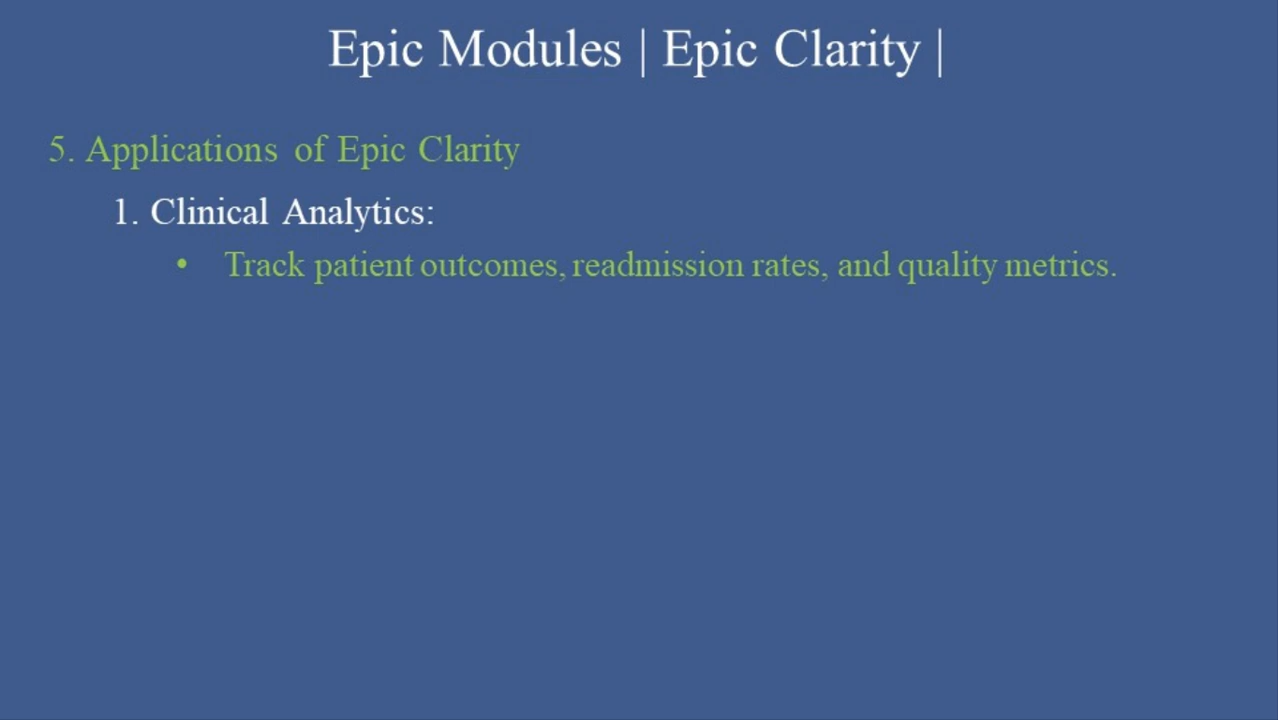 Epic Modules | Epic Clarity |
5. Applications of Epic Clarity
1. Clinical Analytics:
• Track patient outcomes, readmission rates, and quality metrics.